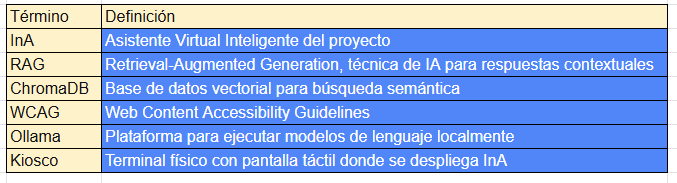 Término Definición
InA Asistente Virtual Inteligente del proyecto
RAG Retrieval-Augmented Generation, técnica de IA para respuestas contextuales
ChromaDB Base de datos vectorial para búsqueda semántica
WCAG Web Content Accessibility Guidelines
Ollama Plataforma para ejecutar modelos de lenguaje localmente
Kiosco Terminal físico con pantalla táctil donde se despliega InA